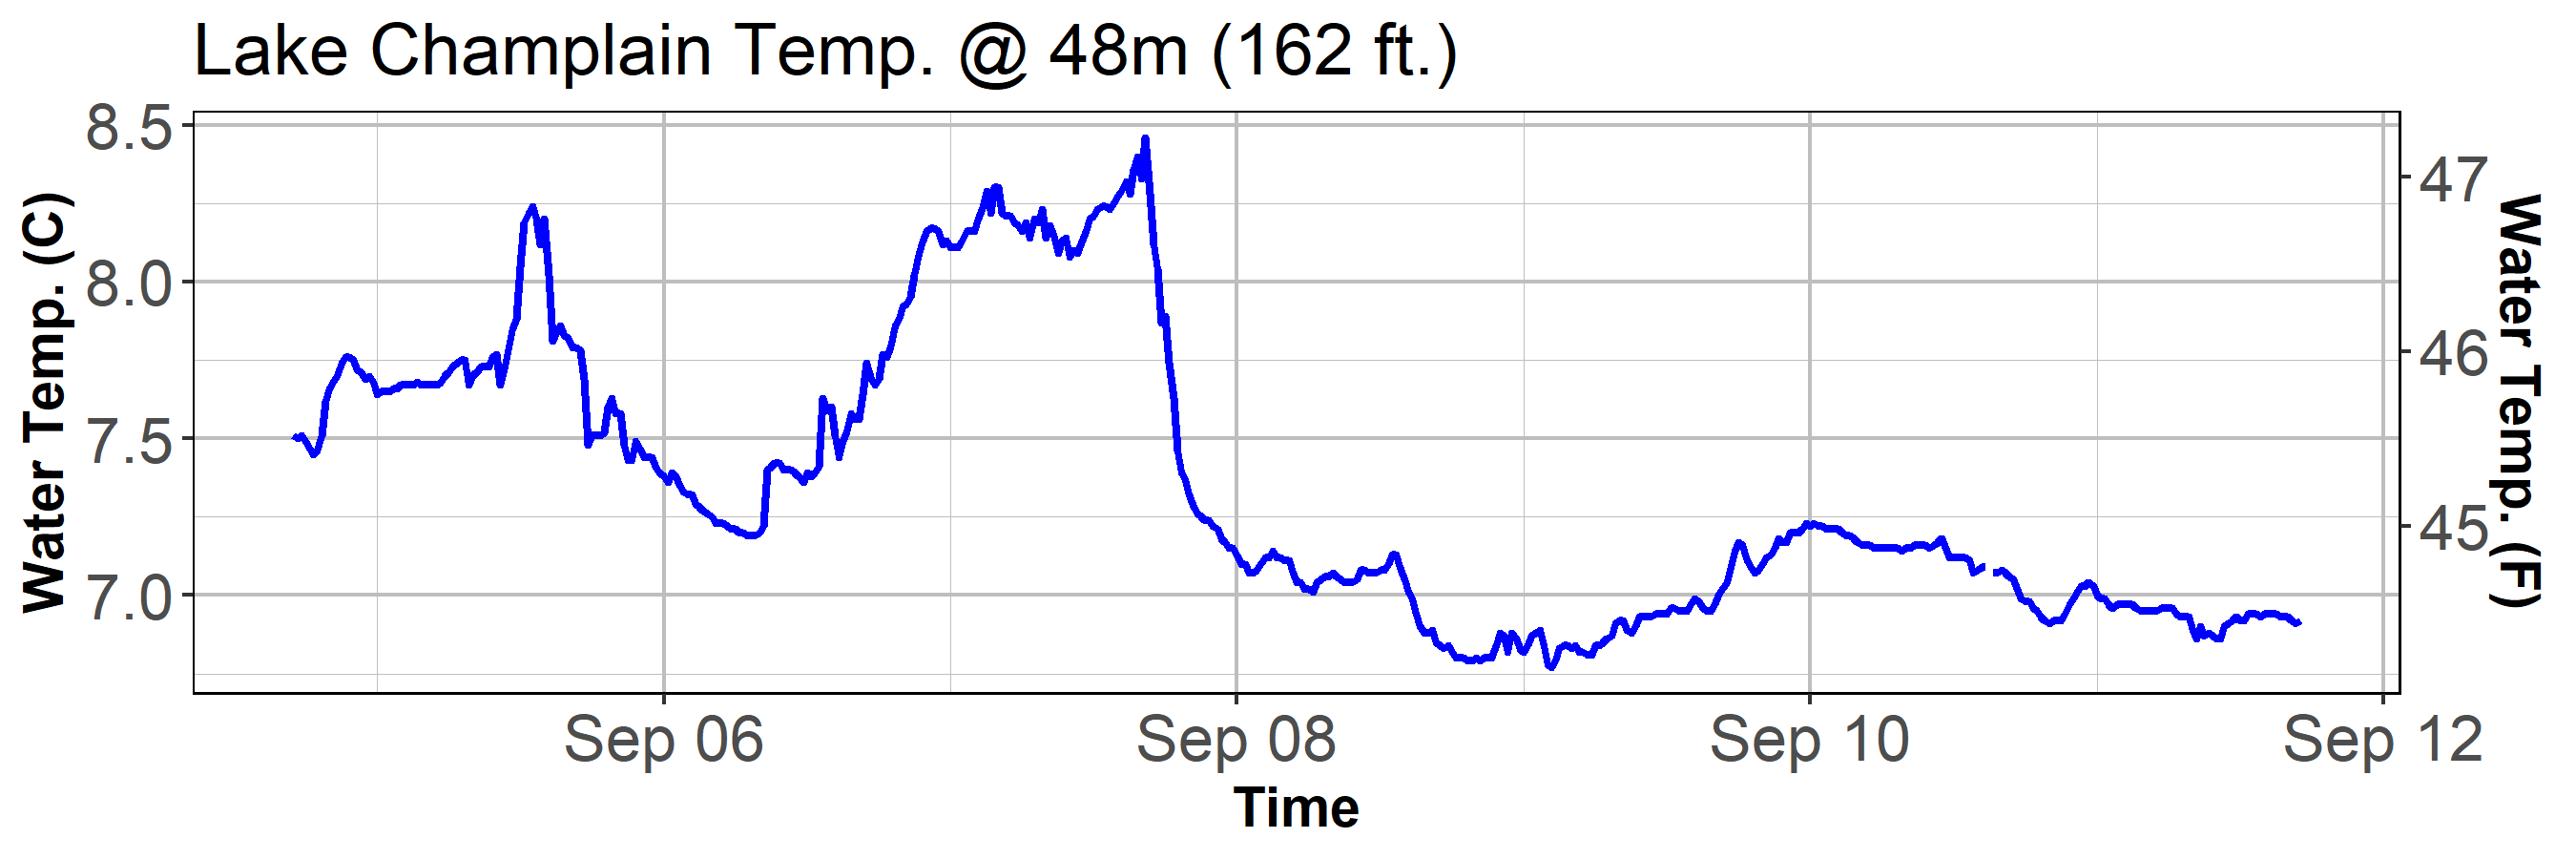 Lake Champlain Temp. @ 48m (162 ft.)
Water Temp. (C)
8.5
8.0
7.5
7.0
47
46
45
Water Temp. (F)
Sep 06 Sep 08 Sep 10 Sep 12
Time